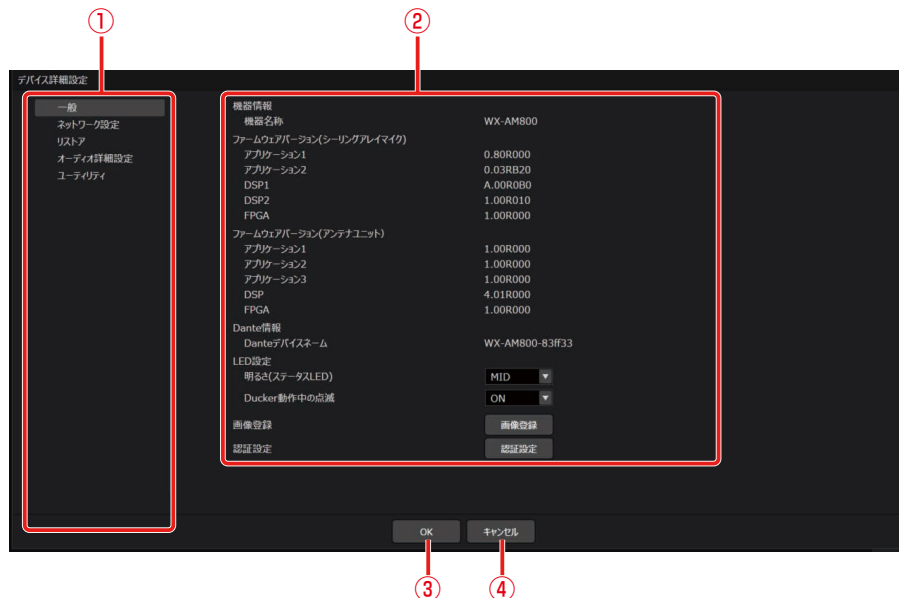 ① ②
デバイス詳細設定
一般
ネットワーク設定
リストア
オーディオ詳細設定
ユーティリティ
機器情報
機器名称 WX-AM800
ファームウェアバージョン(シーリングアレイマイク)
アプリケーション1 0.80R000
アプリケーション2 0.03RB20
DSP1 A.00R0B0
DSP2 1.00R010
FPGA 1.00R000
ファームウェアバージョン(アンテナユニット)
アプリケーション1 1.00R000
アプリケーション2 1.00R000
アプリケーション3 1.00R000
DSP 4.01R000
FPGA 1.00R000
Dante情報
Danteデバイスネーム WX-AM800-83ff33
LED設定
明るさ(ステータスLED) MID
Ducker動作中の点滅 ON
画像登録 画像登録
認証設定 認証設定
OK キャンセル
③ ④